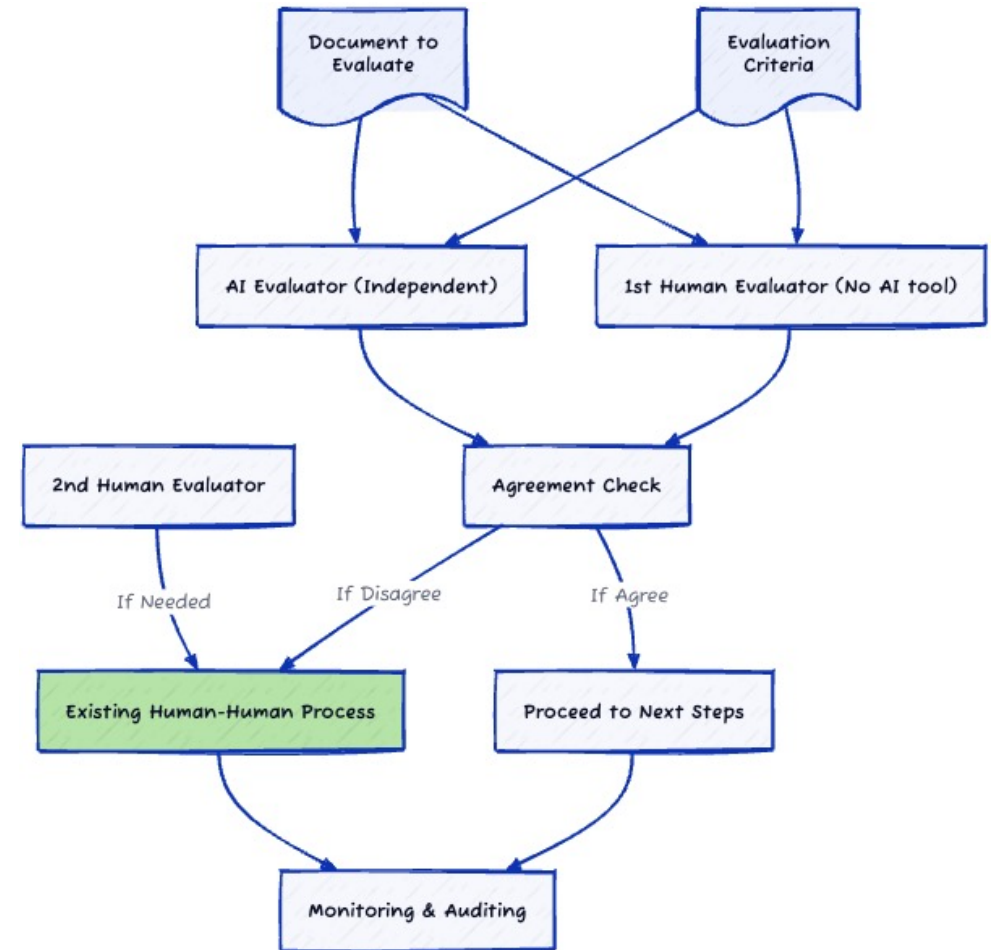 Document to
Evaluate
Evaluation
Criteria
AI Evaluator (Independent)
1st Human Evaluator (No AI tool)
2nd Human Evaluator
Agreement Check
If Needed
If Disagree
If Agree
Existing Human-Human Process
Proceed to Next Steps
Monitoring & Auditing